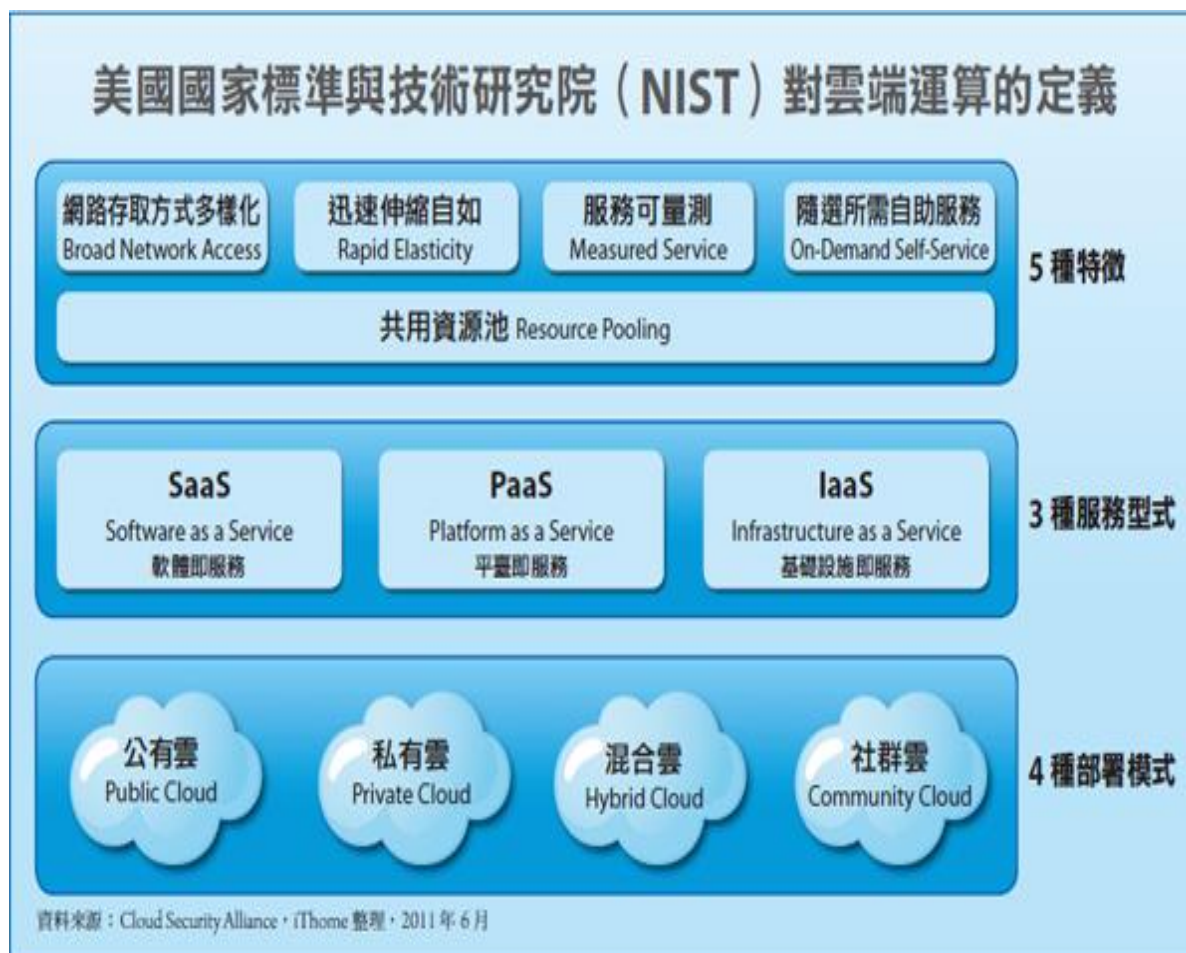 美國國家標準與技術研究院（NIST）對雲端運算的定義
網路存取方式多樣化
Broad Network Access
迅速伸縮自如
Rapid Elasticity
服務可量測
Measured Service
隨選所需自助服務
On-Demand Self-Service
共用資源池 Resource Pooling
5 種特徵
SaaS
Software as a Service
軟體即服務
PaaS
Platform as a Service
平臺即服務
IaaS
Infrastructure as a Service
基礎設施即服務
3 種服務型式
公有雲
Public Cloud
私有雲
Private Cloud
混合雲
Hybrid Cloud
社群雲
Community Cloud
4 種部署模式
資料來源：Cloud Security Alliance，iThome 整理，2011 年 6 月